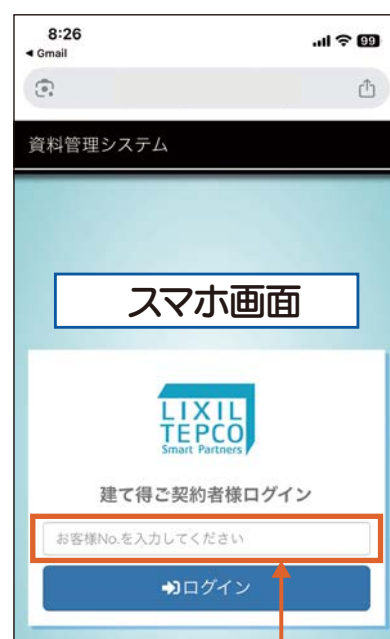 8:26
99
◀ Gmail
資料管理システム
スマホ画面
LIXIL
TEPCO
Smart Partners
建て得ご契約者様ログイン
お客様No.を入力してください
ログイン